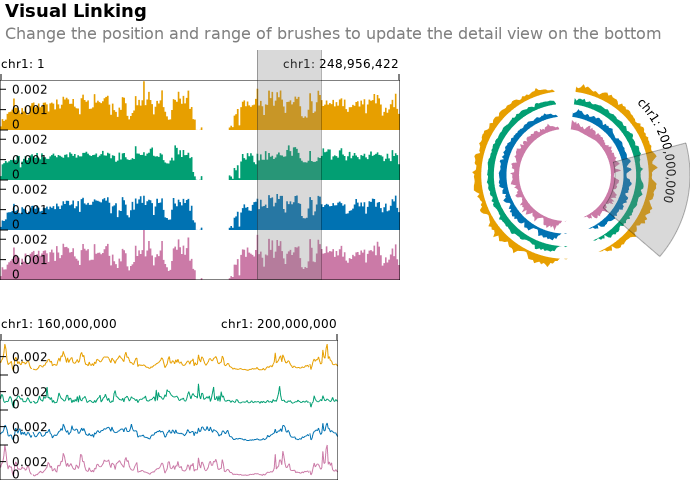 Visual Linking
Change the position and range of brushes to update the detail view on the bottom
chr1: 1
chr1: 248,956,422
0.002
0.001
0
0.002
0.001
0
0.002
0.001
0
0.002
0.001
0
chr1: 200,000,000
chr1: 160,000,000
chr1: 200,000,000
0.002
0
0.002
0
0.002
0
0.002
0